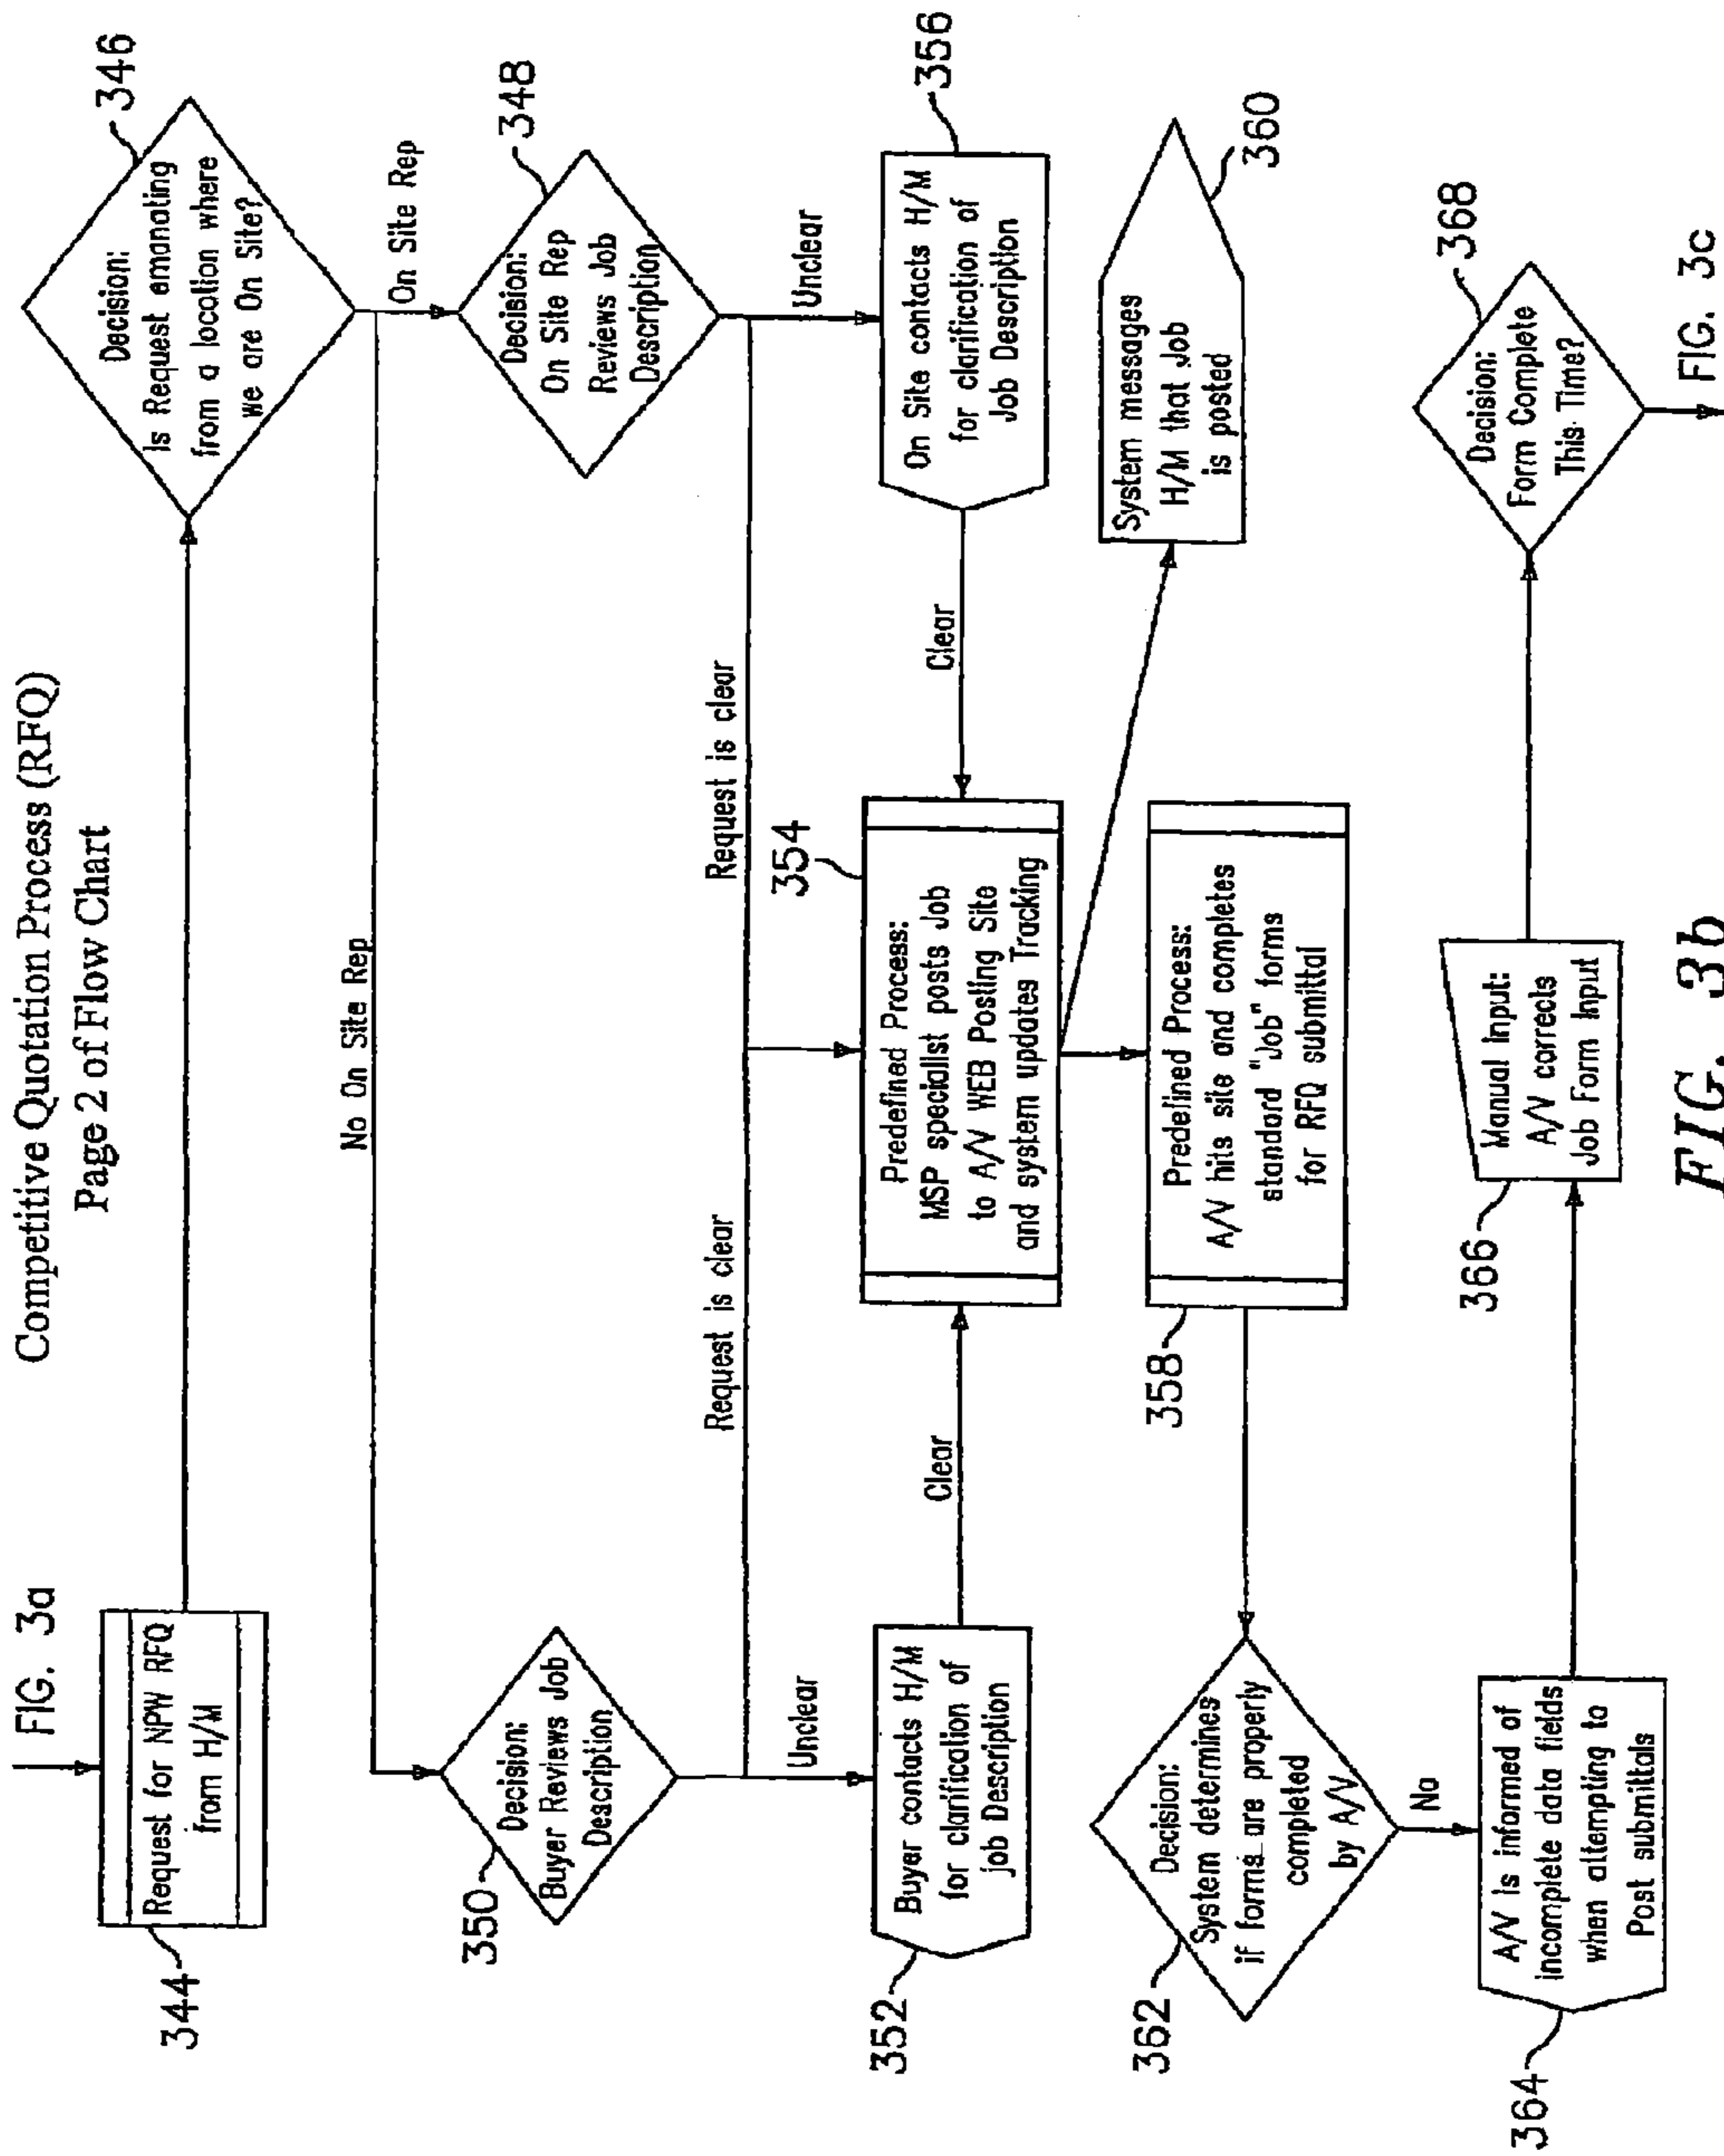 Competitive Quotation Process (RFQ)
Page 2 of Flow Chart
FIG. 3a
344
Request for NPW RFQ
from H/M
346
Decision:
Is Request emanating
from a location where
we are On Site?
No On Site Rep
On Site Rep
350
Decision:
Buyer Reviews Job
Description
348
Decision:
On Site Rep
Reviews Job
Description
Request is clear
Request is clear
Unclear
Unclear
352
Buyer contacts H/M
for clarification of
job Description
Clear
354
Predefined Process:
MSP specialist posts Job
to A/V WEB Posting Site
and system updates Tracking
Clear
356
On Site contacts H/M
for clarification of
Job Description
358
Predefined Process:
A/V hits site and completes
standard "Job" forms
for RFQ submittal
360
System messages
H/M that Job
is posted
362
Decision:
System determines
if forms are properly
completed
by A/V
No
364
A/V is informed of
incomplete data fields
when attempting to
Post submittals
366
Manual Input:
A/V corrects
Job Form Input
368
Decision:
Form Complete
This Time?
FIG. 3c
FIG. 3b